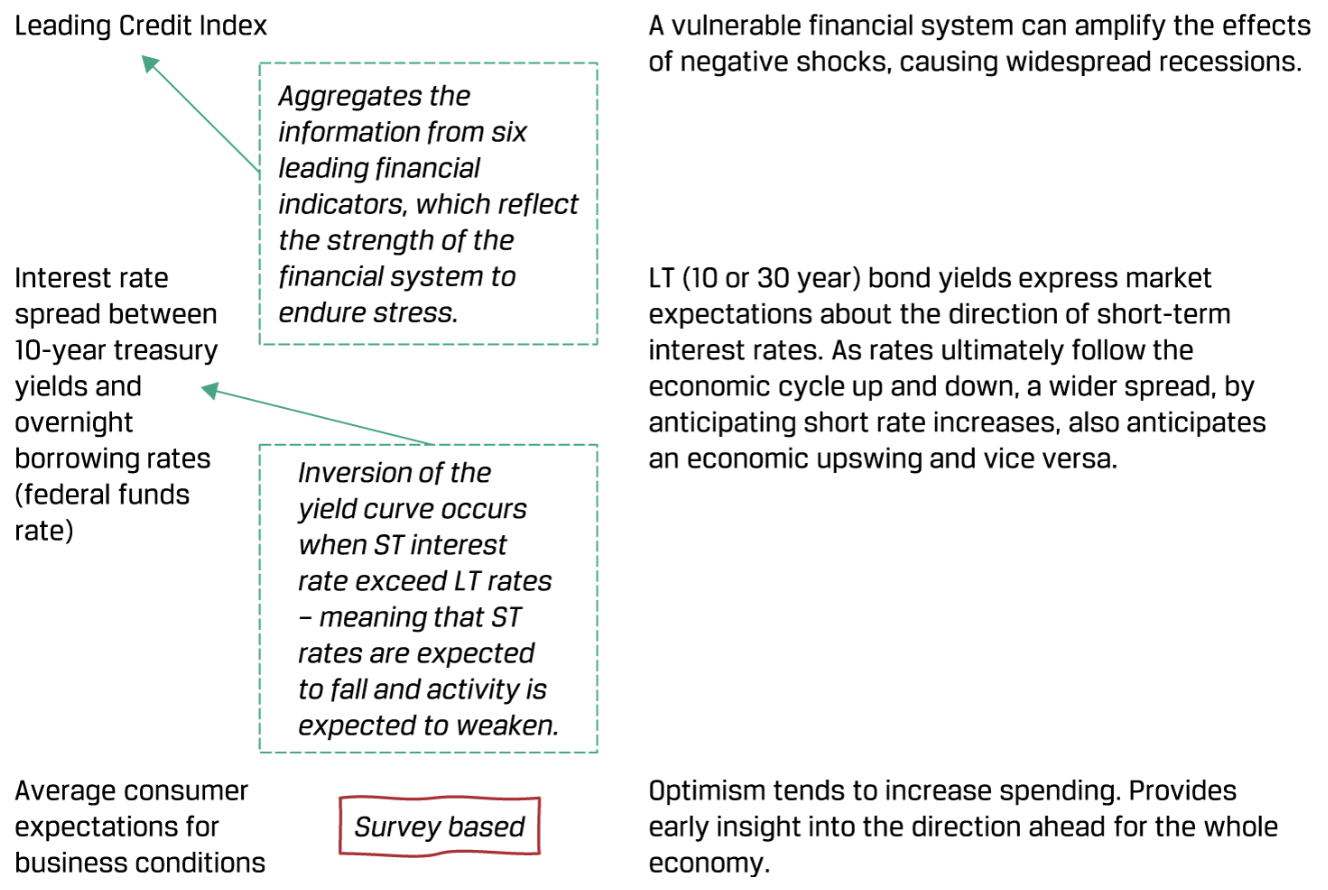 Leading Credit Index
A vulnerable financial system can amplify the effects
of negative shocks, causing widespread recessions.
Aggregates the
information from six
leading financial
indicators, which reflect
the strength of the
financial system to
endure stress.
Interest rate
spread between
10-year treasury
yields and
overnight
borrowing rates
(federal funds
rate)
LT (10 or 30 year) bond yields express market
expectations about the direction of short-term
interest rates. As rates ultimately follow the
economic cycle up and down, a wider spread, by
anticipating short rate increases, also anticipates
an economic upswing and vice versa.
Inversion of the
yield curve occurs
when ST interest
rate exceed LT rates
– meaning that ST
rates are expected
to fall and activity is
expected to weaken.
Average consumer
expectations for
business conditions
Survey based
Optimism tends to increase spending. Provides
early insight into the direction ahead for the whole
economy.